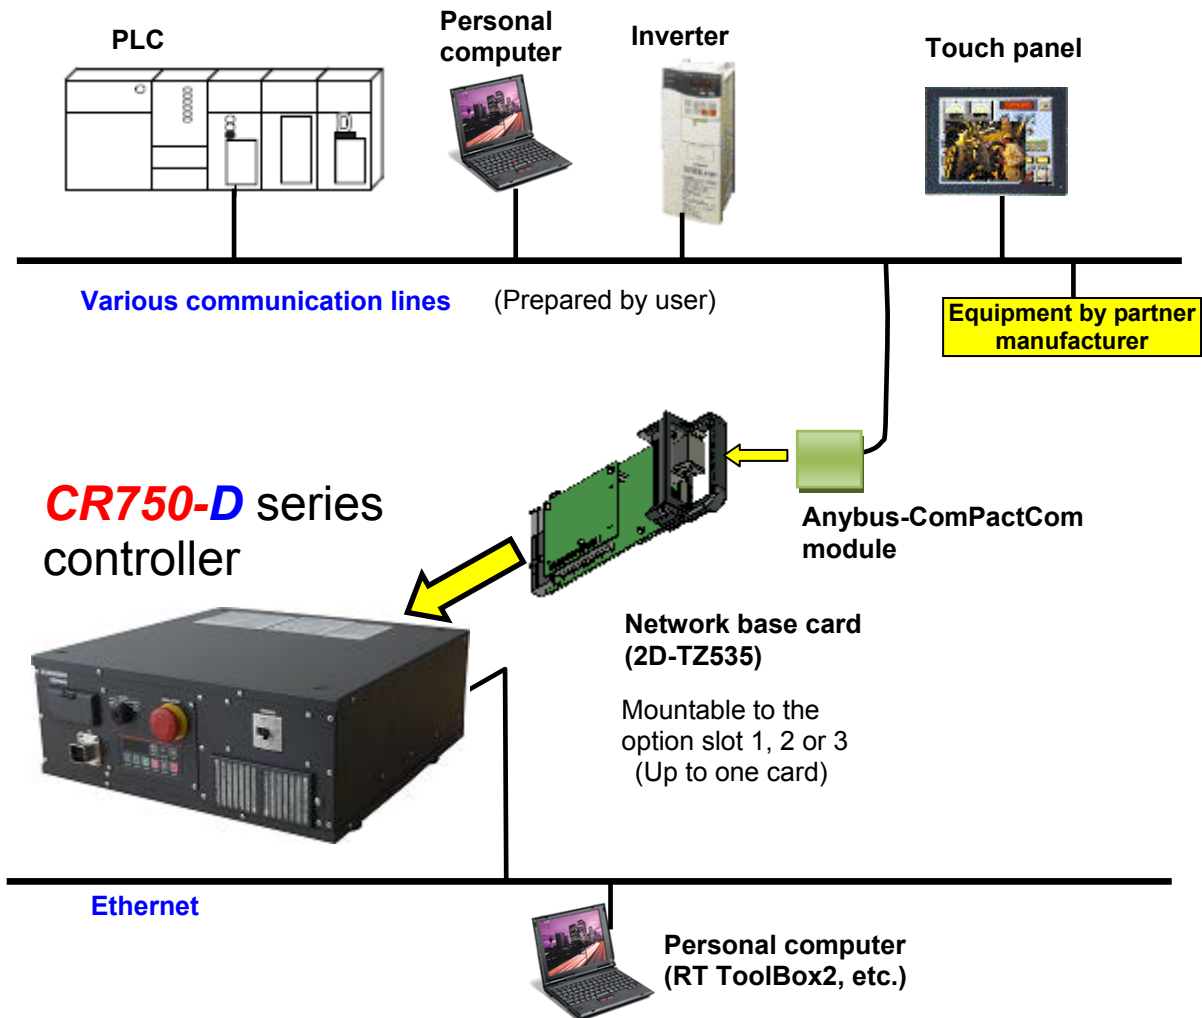 PLC
Personal
computer
Inverter
Touch panel
Various communication lines (Prepared by user)
Equipment by partner
manufacturer
Anybus-ComPactCom
module
CR750-D series
controller
Network base card
(2D-TZ535)
Mountable to the
option slot 1, 2 or 3
(Up to one card)
Ethernet
Personal computer
(RT ToolBox2, etc.)